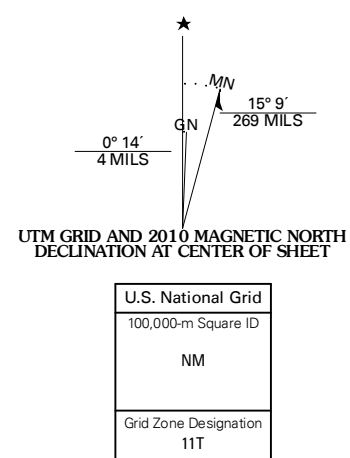 MN
15° 9´
269 MILS
GN
0° 14´
4 MILS
UTM GRID AND 2010 MAGNETIC NORTH
DECLINATION AT CENTER OF SHEET
U.S. National Grid
100,000-m Square ID
NM
Grid Zone Designation
11T